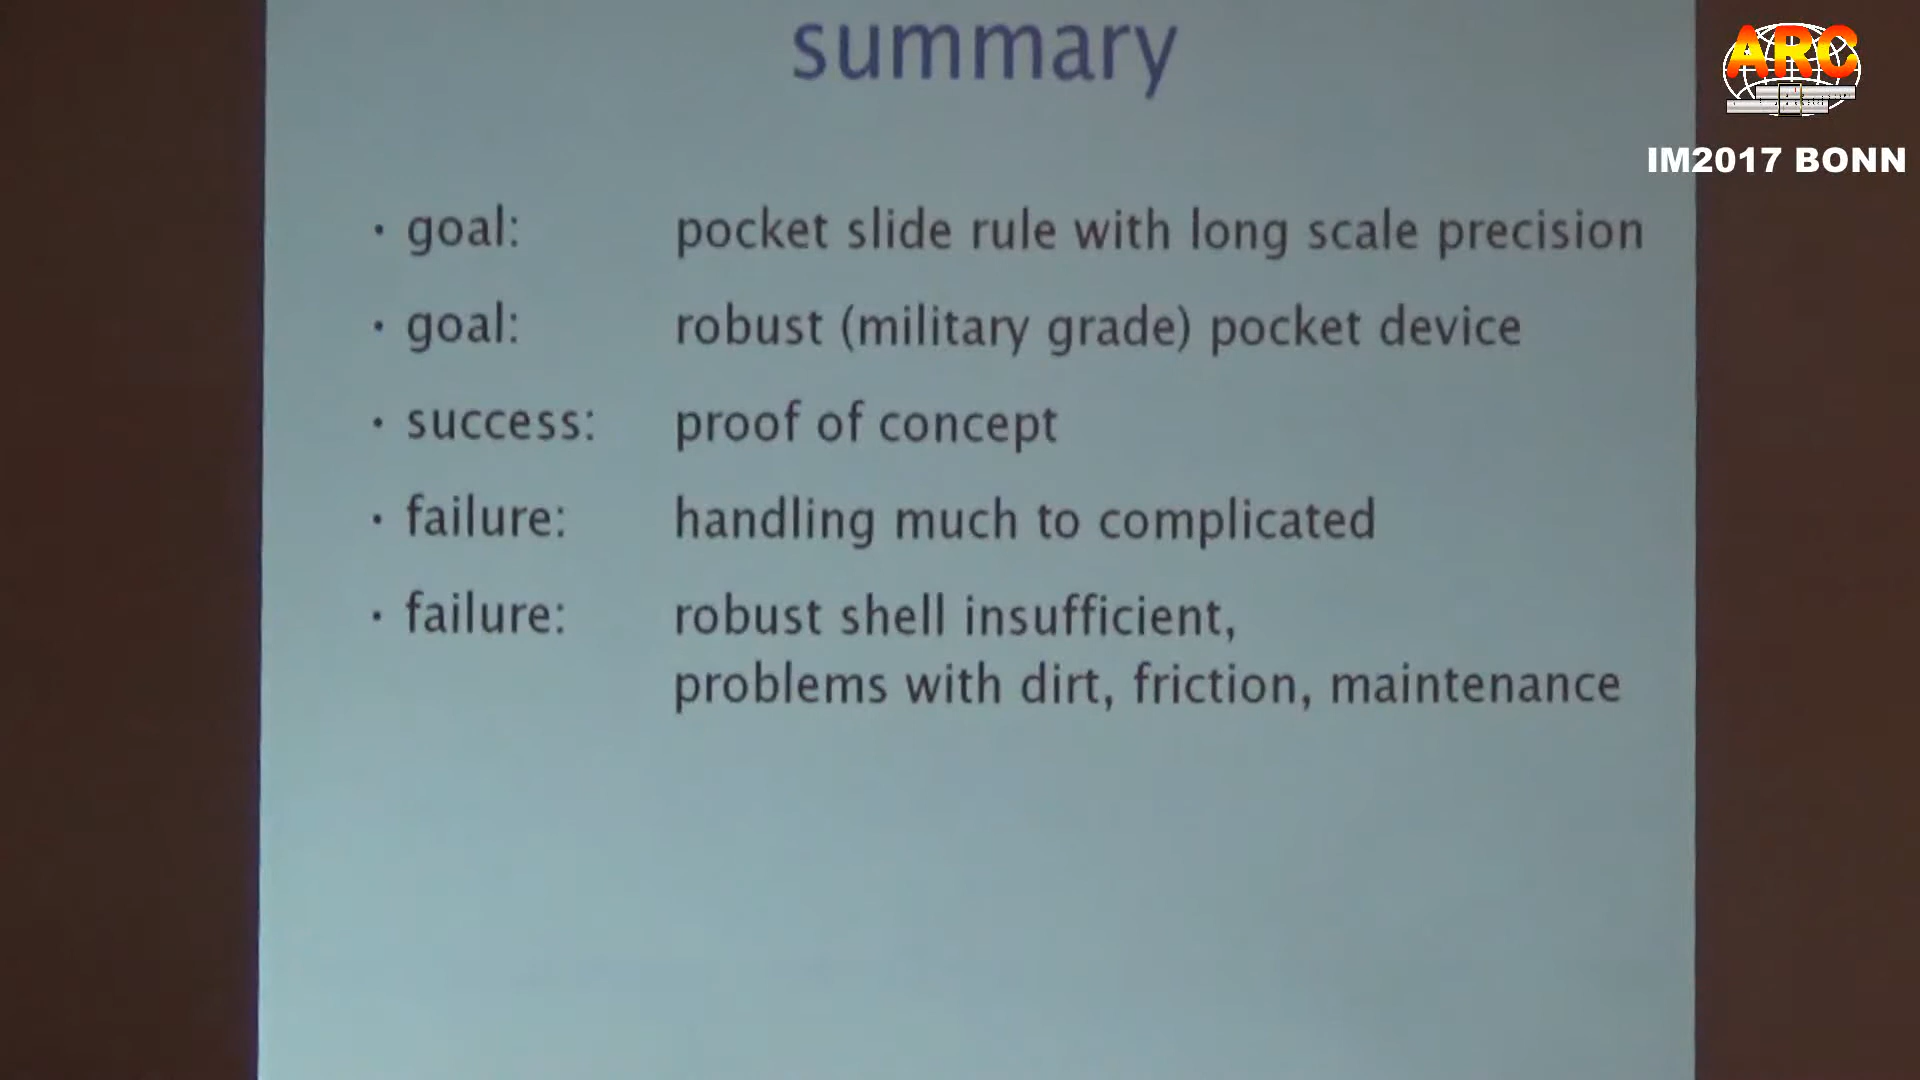 summary
ARC
IM2017 BONN
· goal: pocket slide rule with long scale precision
· goal: robust (military grade) pocket device
· success: proof of concept
· failure: handling much to complicated
· failure: robust shell insufficient,
problems with dirt, friction, maintenance